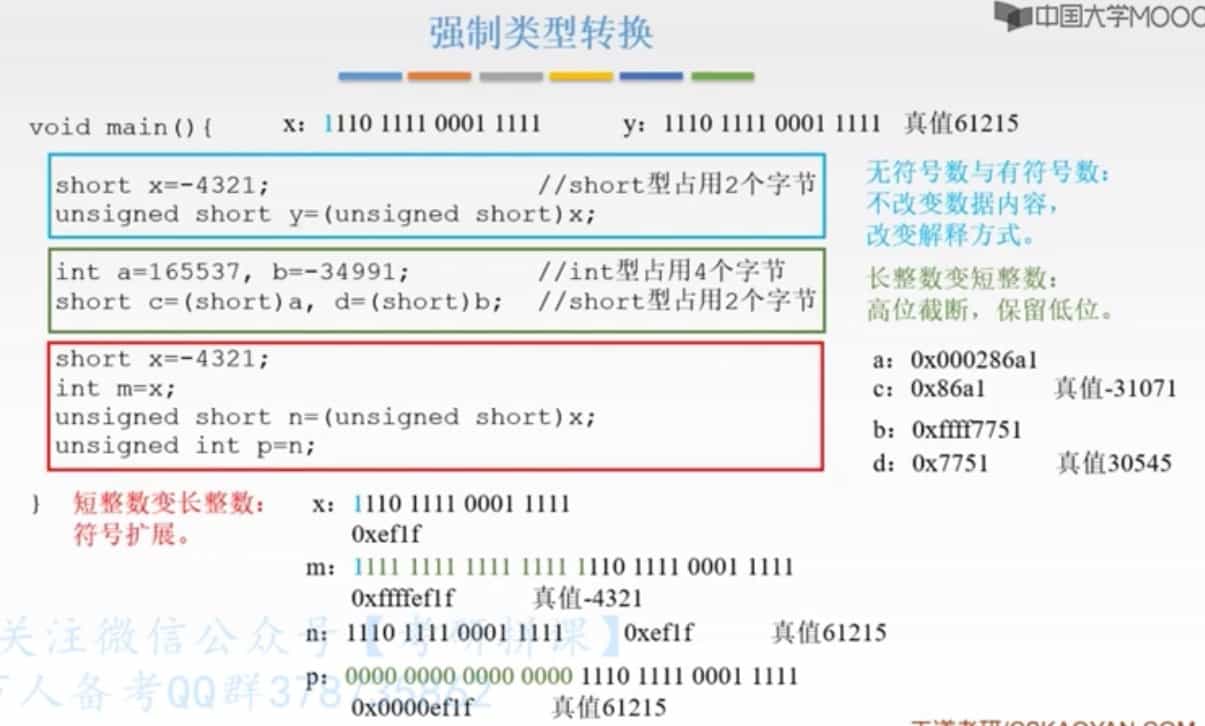 强制类型转换
中国大学MOOC
void main(){ x: 1110 1111 0001 1111 y: 1110 1111 0001 1111 真值61215
short x=-4321; //short型占用2个字节
unsigned short y=(unsigned short)x;
无符号数与有符号数:
不改变数据内容,
改变解释方式。
int a=165537, b=-34991; //int型占用4个字节
short c=(short)a, d=(short)b; //short型占用2个字节
长整数变短整数:
高位截断, 保留低位。
short x=-4321;
int m=x;
unsigned short n=(unsigned short)x;
unsigned int p=n;
a: 0x000286a1
c: 0x86a1 真值-31071
b: 0xffff7751
d: 0x7751 真值30545
} 短整数变长整数:
符号扩展。
x: 1110 1111 0001 1111
0xef1f
m: 1111 1111 1111 1111 1110 1111 0001 1111
0xffffef1f 真值-4321
n: 1110 1111 0001 1111 0xef1f 真值61215
p: 0000 0000 0000 0000 1110 1111 0001 1111
0x0000ef1f 真值61215
关注微信公众号【考研拼课】
人备考QQ群378735862